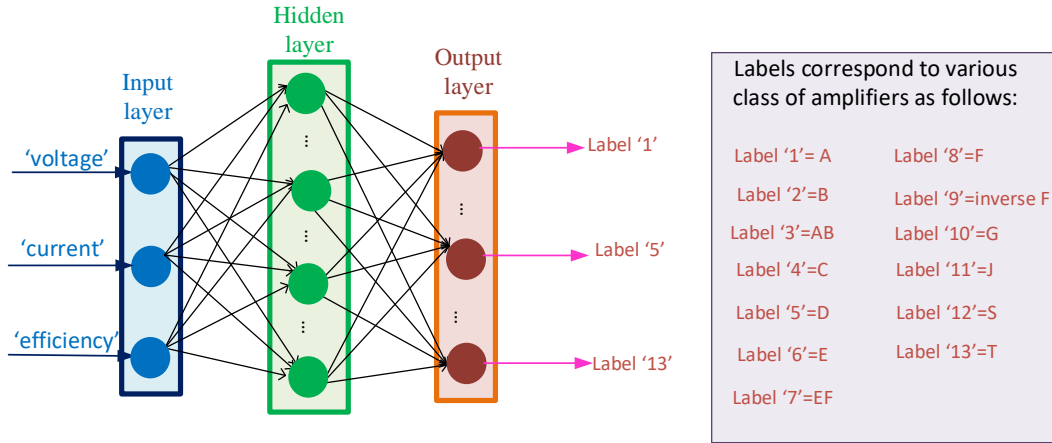 Hidden
layer
Input
layer
Output
layer
‘voltage’
‘current’
‘efficiency’
...
...
...
...
...
Label ‘1’
Label ‘5’
Label ‘13’
Labels correspond to various
class of amplifiers as follows:
Label ‘1’= A
Label ‘2’=B
Label ‘3’=AB
Label ‘4’=C
Label ‘5’=D
Label ‘6’=E
Label ‘7’=EF
Label ‘8’=F
Label ‘9’=inverse F
Label ‘10’=G
Label ‘11’=J
Label ‘12’=S
Label ‘13’=T